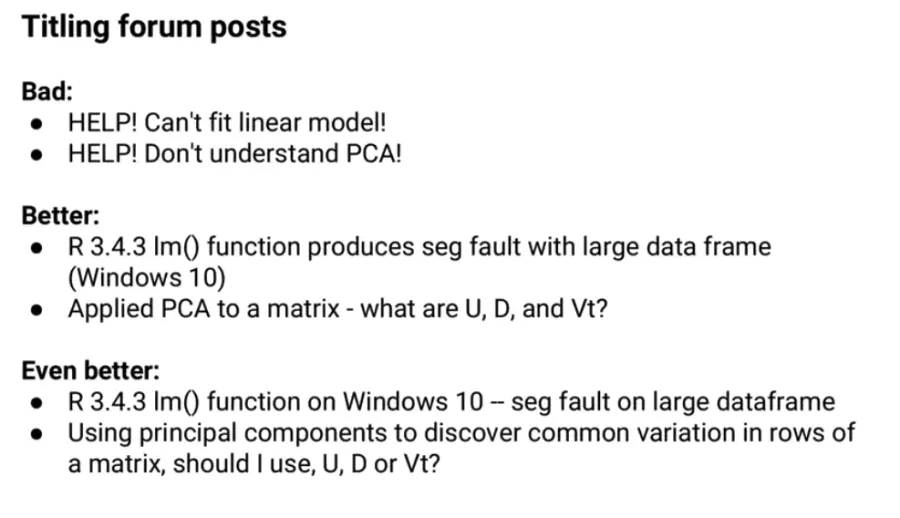 Titling forum posts
Bad:
● HELP! Can't fit linear model!
● HELP! Don't understand PCA!
Better:
● R 3.4.3 lm() function produces seg fault with large data frame
(Windows 10)
● Applied PCA to a matrix - what are U, D, and Vt?
Even better:
● R 3.4.3 lm() function on Windows 10 -- seg fault on large dataframe
● Using principal components to discover common variation in rows of
a matrix, should I use, U, D or Vt?